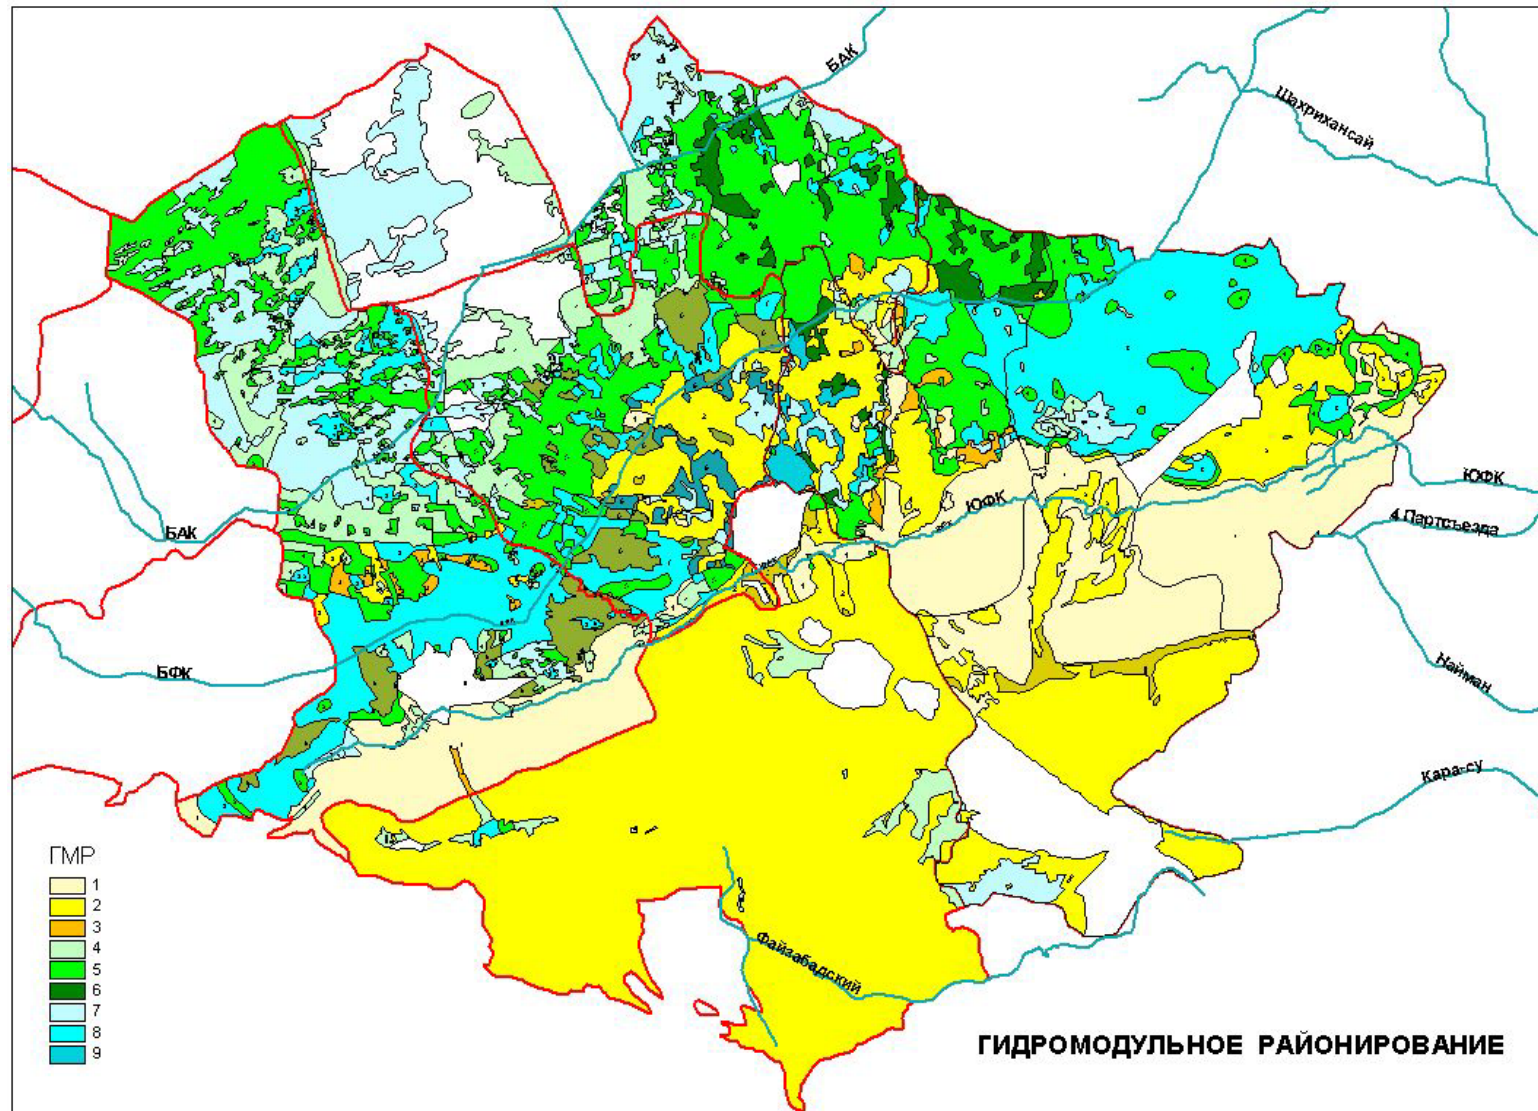 БАК
Шахрихансай
ЮФК
ЮФК
4 Партсъезда
БАК
БФК
Найман
Кара-су
Файзабадский
ГМР
1
2
3
4
5
6
7
8
9
ГИДРОМОДУЛЬНОЕ РАЙОНИРОВАНИЕ